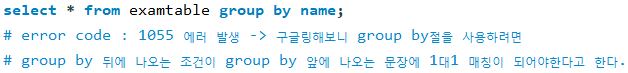 select * from examtable group by name;
# error code : 1055 에러 발생 -> 구글링해보니 group by절을 사용하려면
# group by 뒤에 나오는 조건이 group by 앞에 나오는 문장에 1대1 매칭이 되어야한다고 한다.